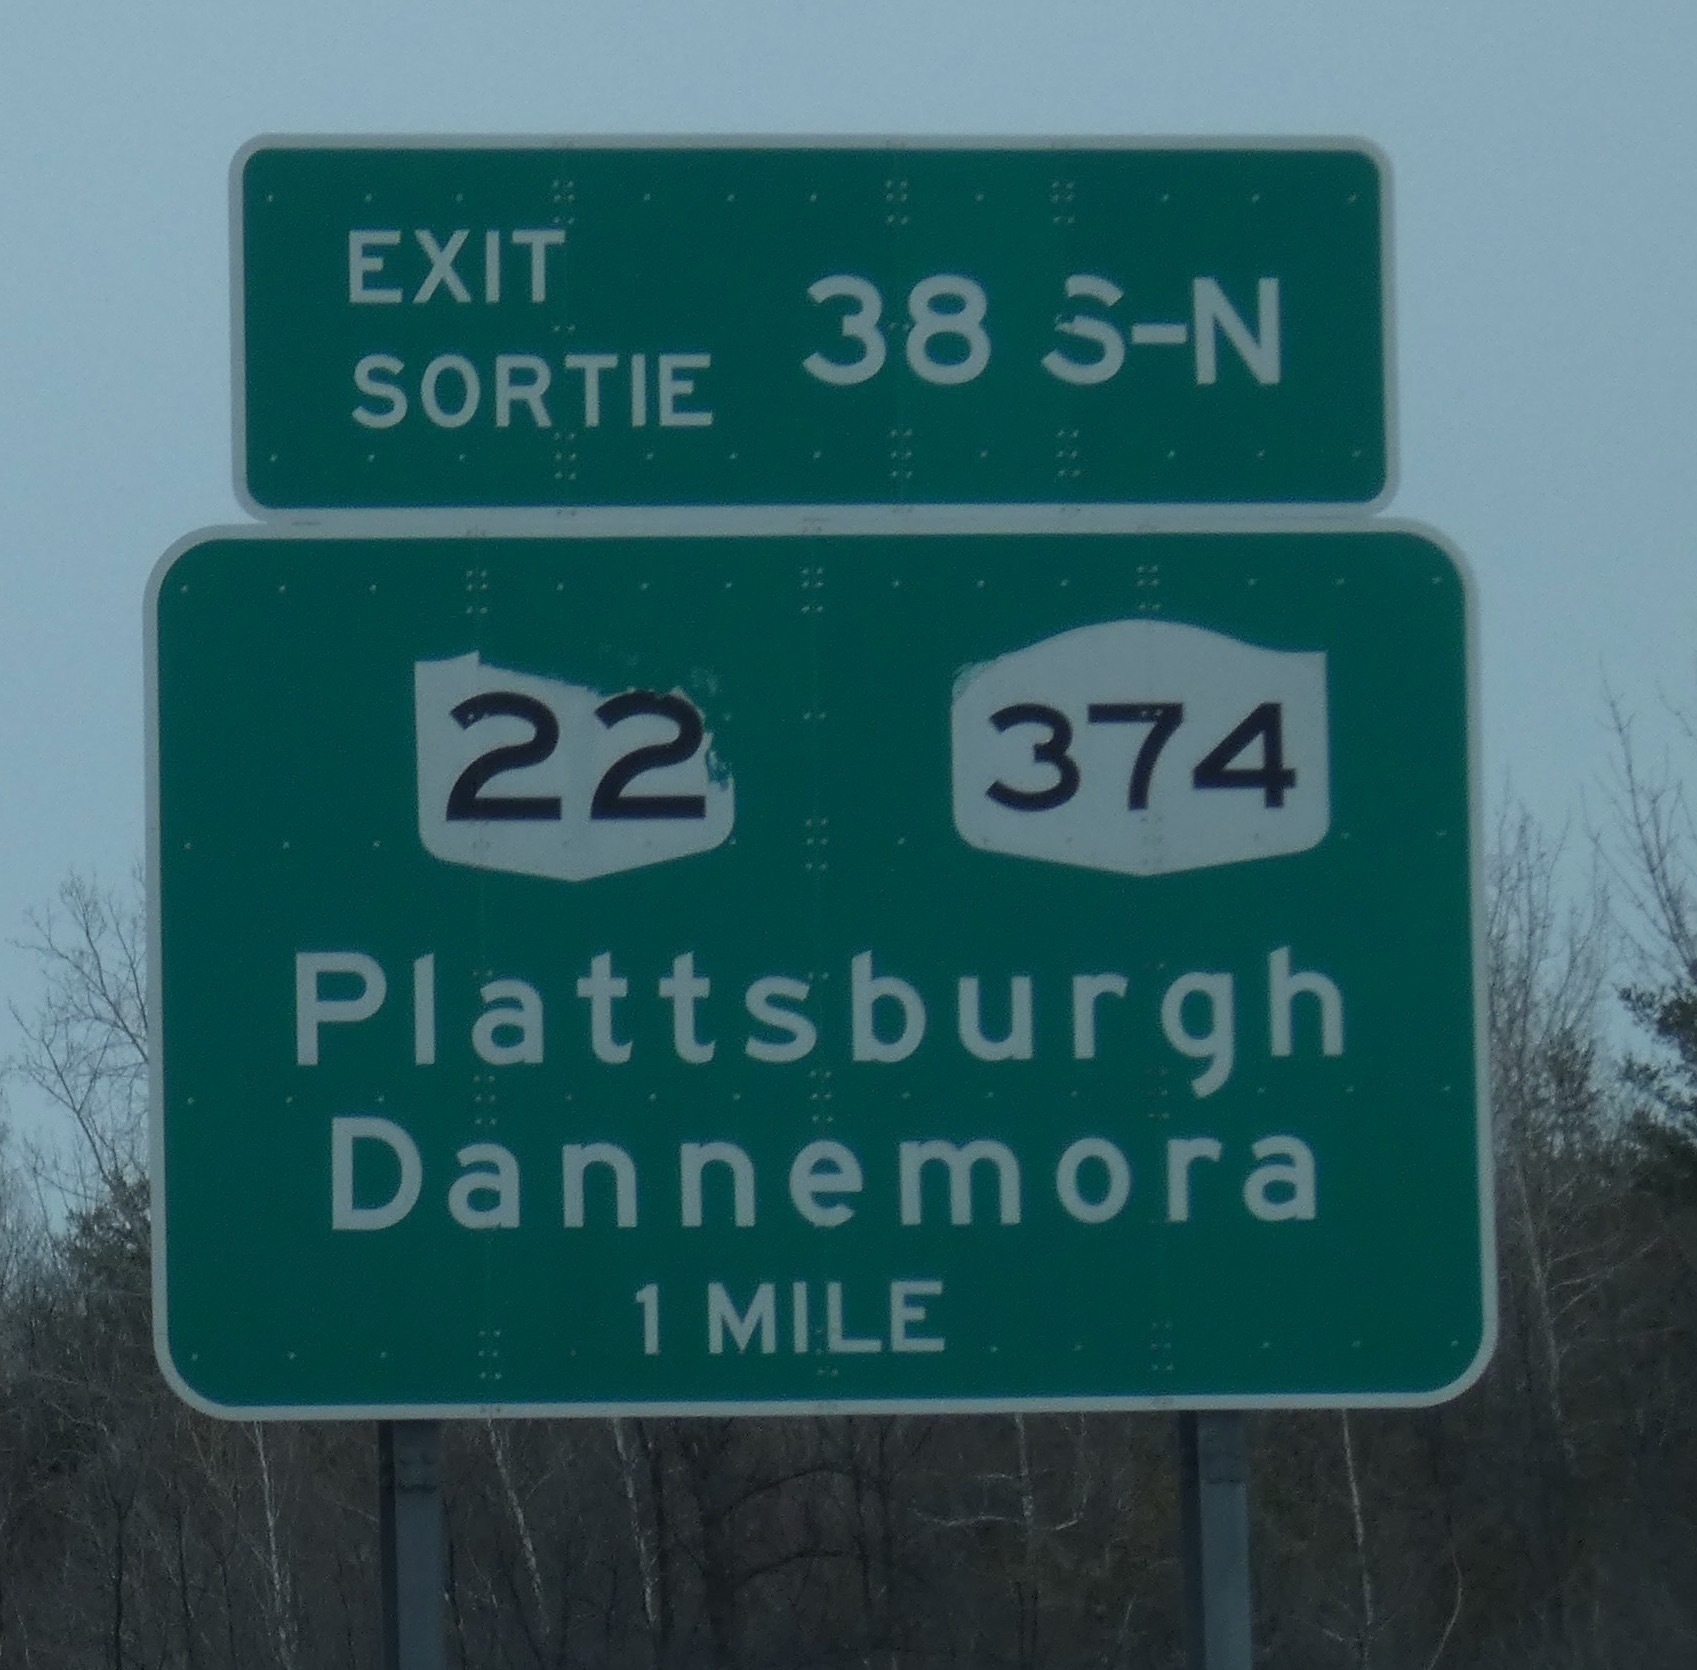 EXIT
SORTIE
38 S-N
22 374
Plattsburgh
Dannemora
1 MILE